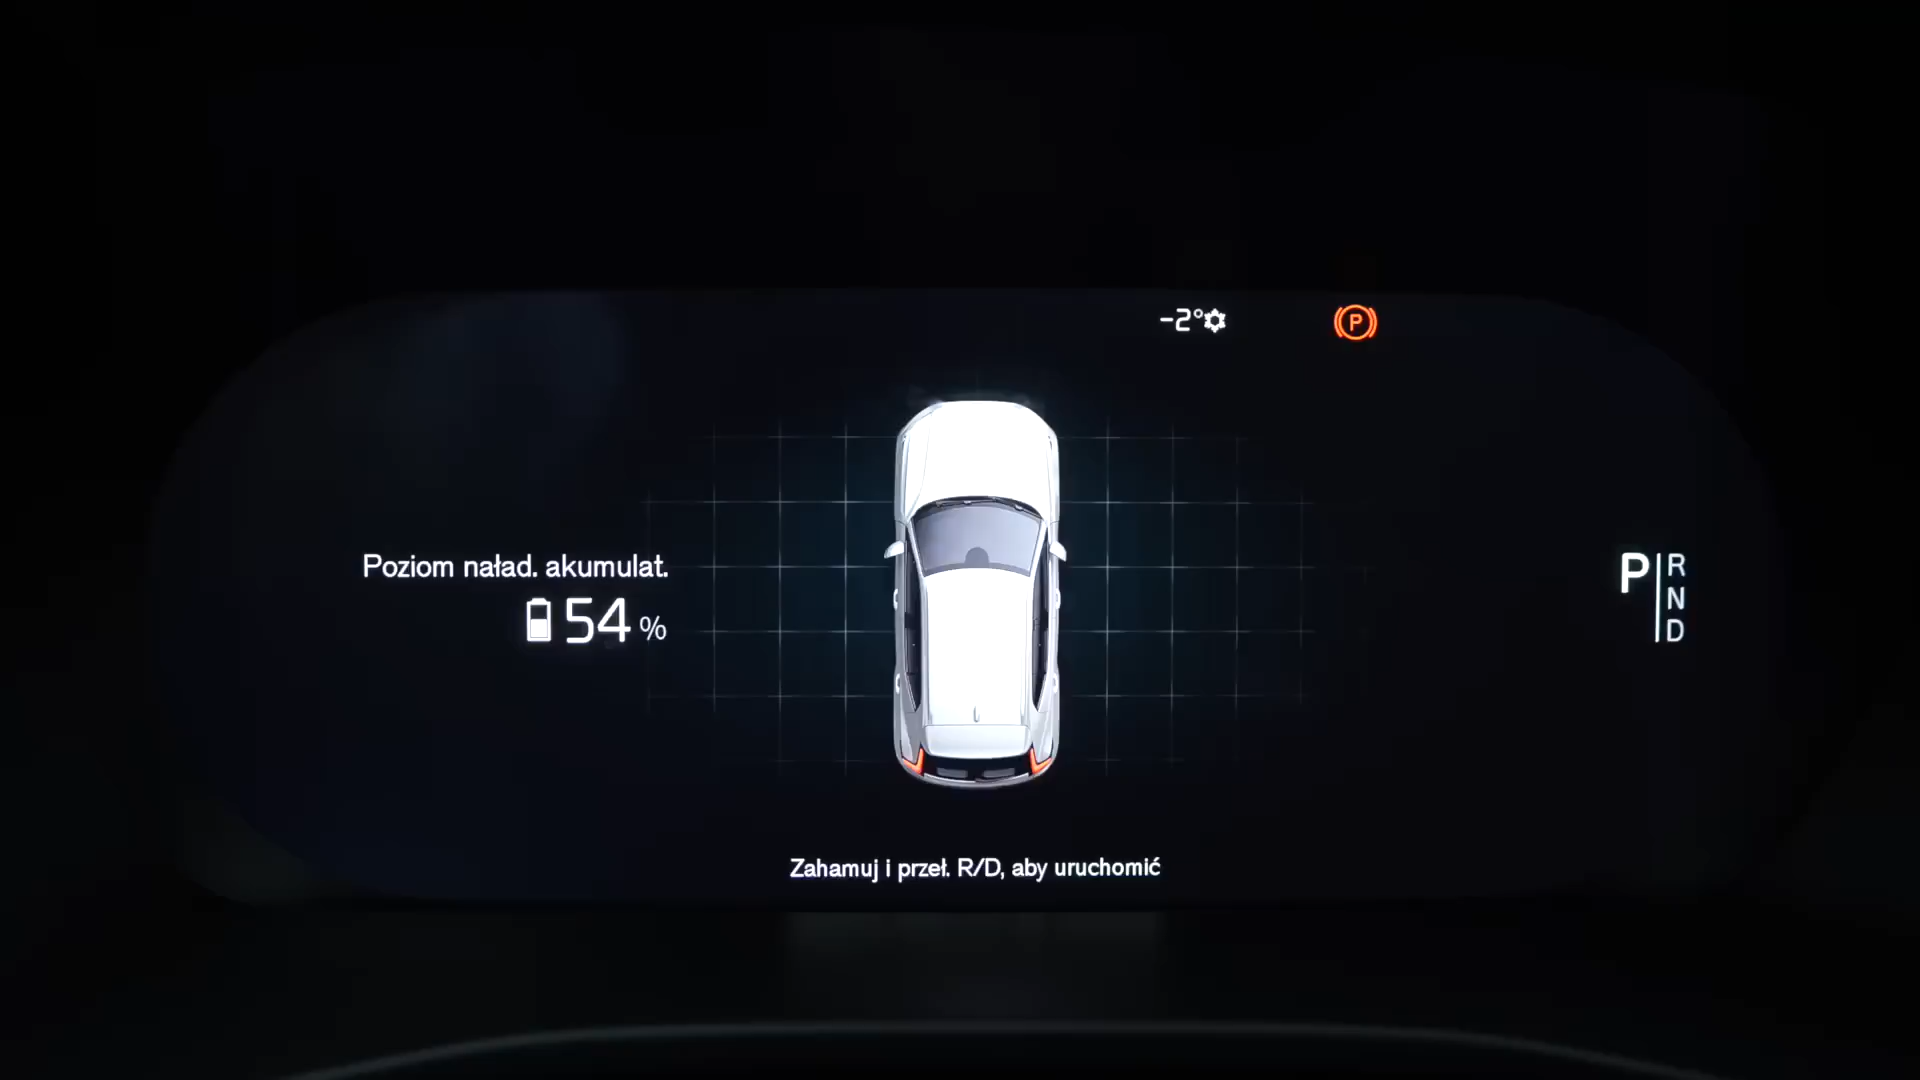 -2°
P
Poziom naład. akumulat.
54 %
P R
N
D
Zahamuj i przeł. R/D, aby uruchomić